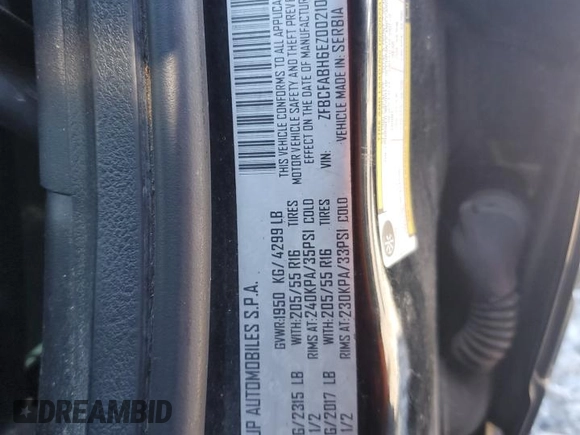 UP AUTOMOBILES S.P.A.
GVWR:1950 KG/4299 LB
G/2315 LB WITH:205/55 R16 TIRES
1/2 RIMS AT:240KPA/35PSI COLD
G/2017 LB WITH:205/55 R16 TIRES
1/2 RIMS AT:230KPA/33PSI COLD
THIS VEHICLE CONFORMS TO ALL APPLICA
MOTOR VEHICLE SAFETY AND THEFT PREVE
EFFECT ON THE DATE OF MANUFACTUR
VIN: ZFBCFABH6EZ00210
VEHICLE MADE IN SERBIA
DREAMBID